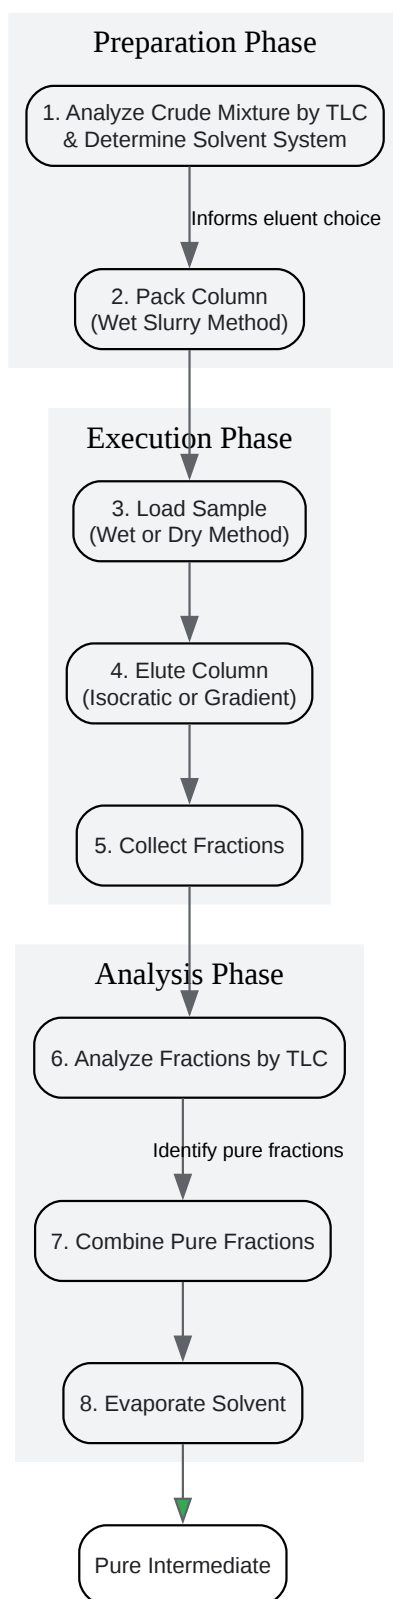 Preparation Phase
1. Analyze Crude Mixture by TLC
& Determine Solvent System
Informs eluent choice
2. Pack Column
(Wet Slurry Method)
Execution Phase
3. Load Sample
(Wet or Dry Method)
4. Elute Column
(Isocratic or Gradient)
5. Collect Fractions
Analysis Phase
6. Analyze Fractions by TLC
Identify pure fractions
7. Combine Pure Fractions
8. Evaporate Solvent
Pure Intermediate